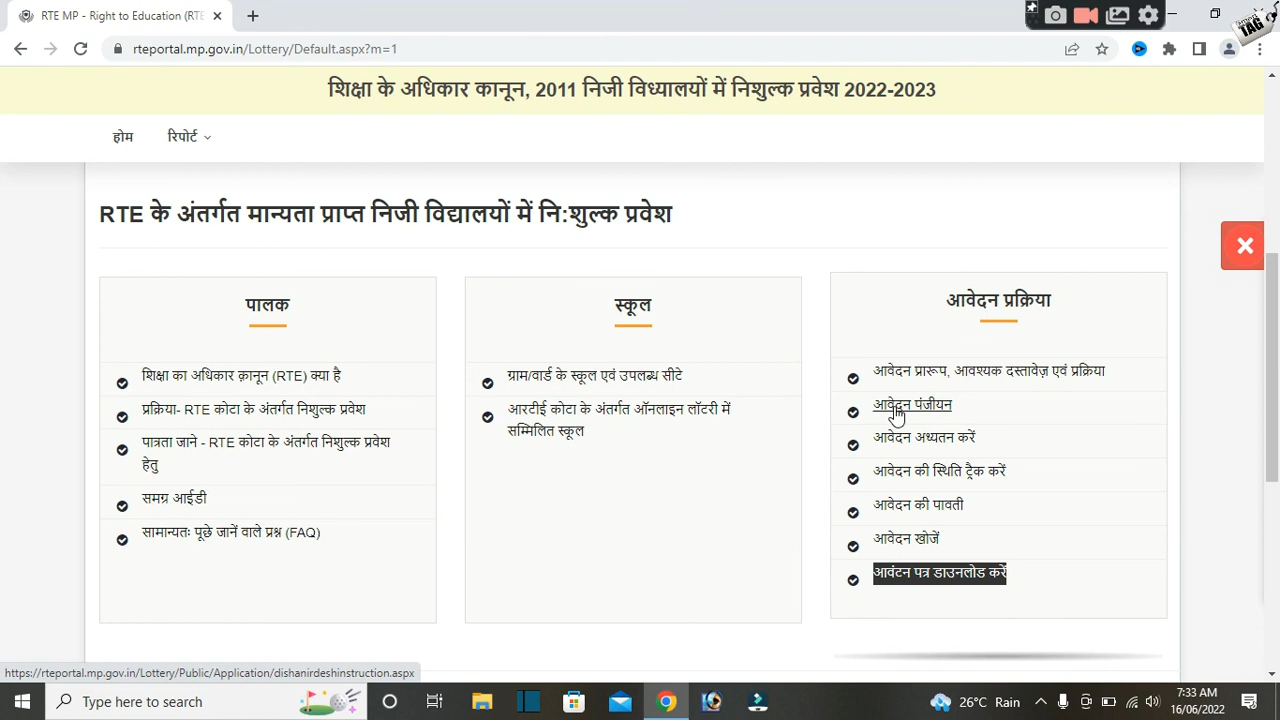 RTE MP - Right to Education (RTE
TAG
rteportal.mp.gov.in/Lottery/Default.aspx?m=1
शिक्षा के अधिकार कानून, 2011 निजी विध्यालयों में निशुल्क प्रवेश 2022-2023
होम
रिपोर्ट
RTE के अंतर्गत मान्यता प्राप्त निजी विद्यालयों में नि:शुल्क प्रवेश
पालक
शिक्षा का अधिकार क़ानून (RTE) क्या है
प्रक्रिया- RTE कोटा के अंतर्गत निशुल्क प्रवेश
पात्रता जाने - RTE कोटा के अंतर्गत निशुल्क प्रवेश
हेतु
समग्र आईडी
सामान्यतः पूछे जानें वाले प्रश्न (FAQ)
स्कूल
ग्राम/वार्ड के स्कूल एवं उपलब्ध सीटे
आरटीई कोटा के अंतर्गत ऑनलाइन लॉटरी में
सम्मिलित स्कूल
आवेदन प्रक्रिया
आवेदन प्रारूप, आवश्यक दस्तावेज़ एवं प्रक्रिया
आवेदन पंजीयन
आवेदन अध्यतन करें
आवेदन की स्थिति ट्रैक करें
आवेदन की पावती
आवेदन खोजें
आवंटन पत्र डाउनलोड करें
https://rteportal.mp.gov.in/Lottery/Public/Application/dishanirdeshinstruction.aspx
Type here to search
26°C Rain
7:33 AM
16/06/2022